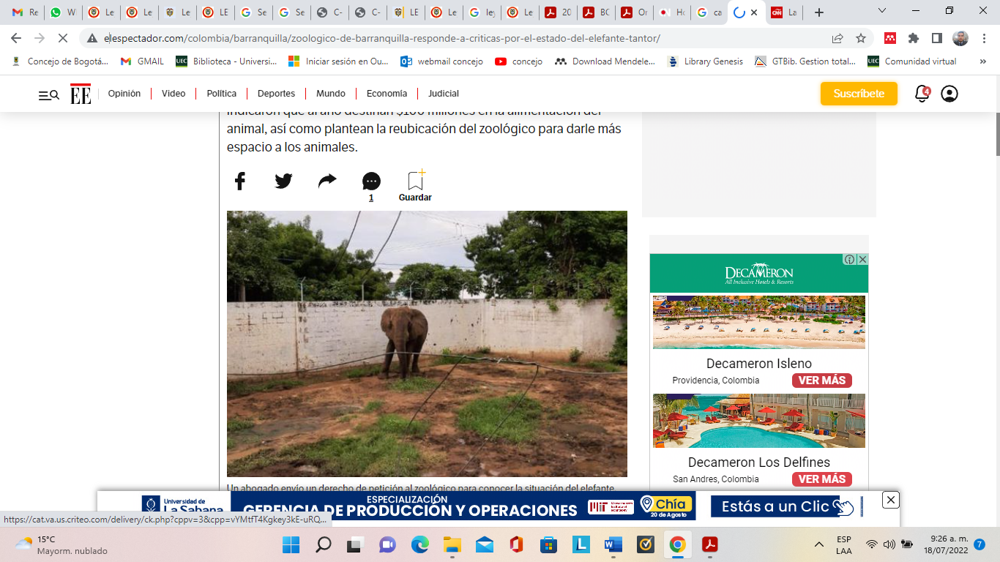 Re
W
Le
Le
Le
LE
Se
Se
C-
C-
LE
Le
ley
Le
20
BO
Or
Ho
ca
La
elespectador.com/colombia/barranquilla/zoologico-de-barranquilla-responde-a-criticas-por-el-estado-del-elefante-tantor/
Concejo de Bogotá...
GMAIL
Biblioteca - Universi...
Iniciar sesión en Ou...
webmail concejo
concejo
Download Mendele...
Library Genesis
GTBib. Gestion total...
Comunidad virtual
»
EE
Opinión
Video
Política
Deportes
Mundo
Economía
Judicial
Suscríbete
4
Indicaron que al año destinan $100 millones en la alimentación del
animal, así como plantean la reubicación del zoológico para darle más
espacio a los animales.
1
Guardar
DECAMERON
All Inclusive Hotels & Resorts
Decameron Isleno
Providencia, Colombia
VER MÁS
Decameron Los Delfines
San Andres, Colombia
VER MÁS
Un abogado envío un derecho de petición al zoológico para conocer la situación del elefante.
Universidad de
La Sabana
ESPECIALIZACIÓN
GERENCIA DE PRODUCCIÓN Y OPERACIONES
MIT
Chía
20 de Agosto
Estás a un Clic
https://cat.va.us.criteo.com/delivery/ck.php?cppv=3&cpp=vYMtfT4Kgkey3kE-uRQ...
15°C
Mayorm. nublado
ESP
LAA
9:26 a. m.
18/07/2022
7